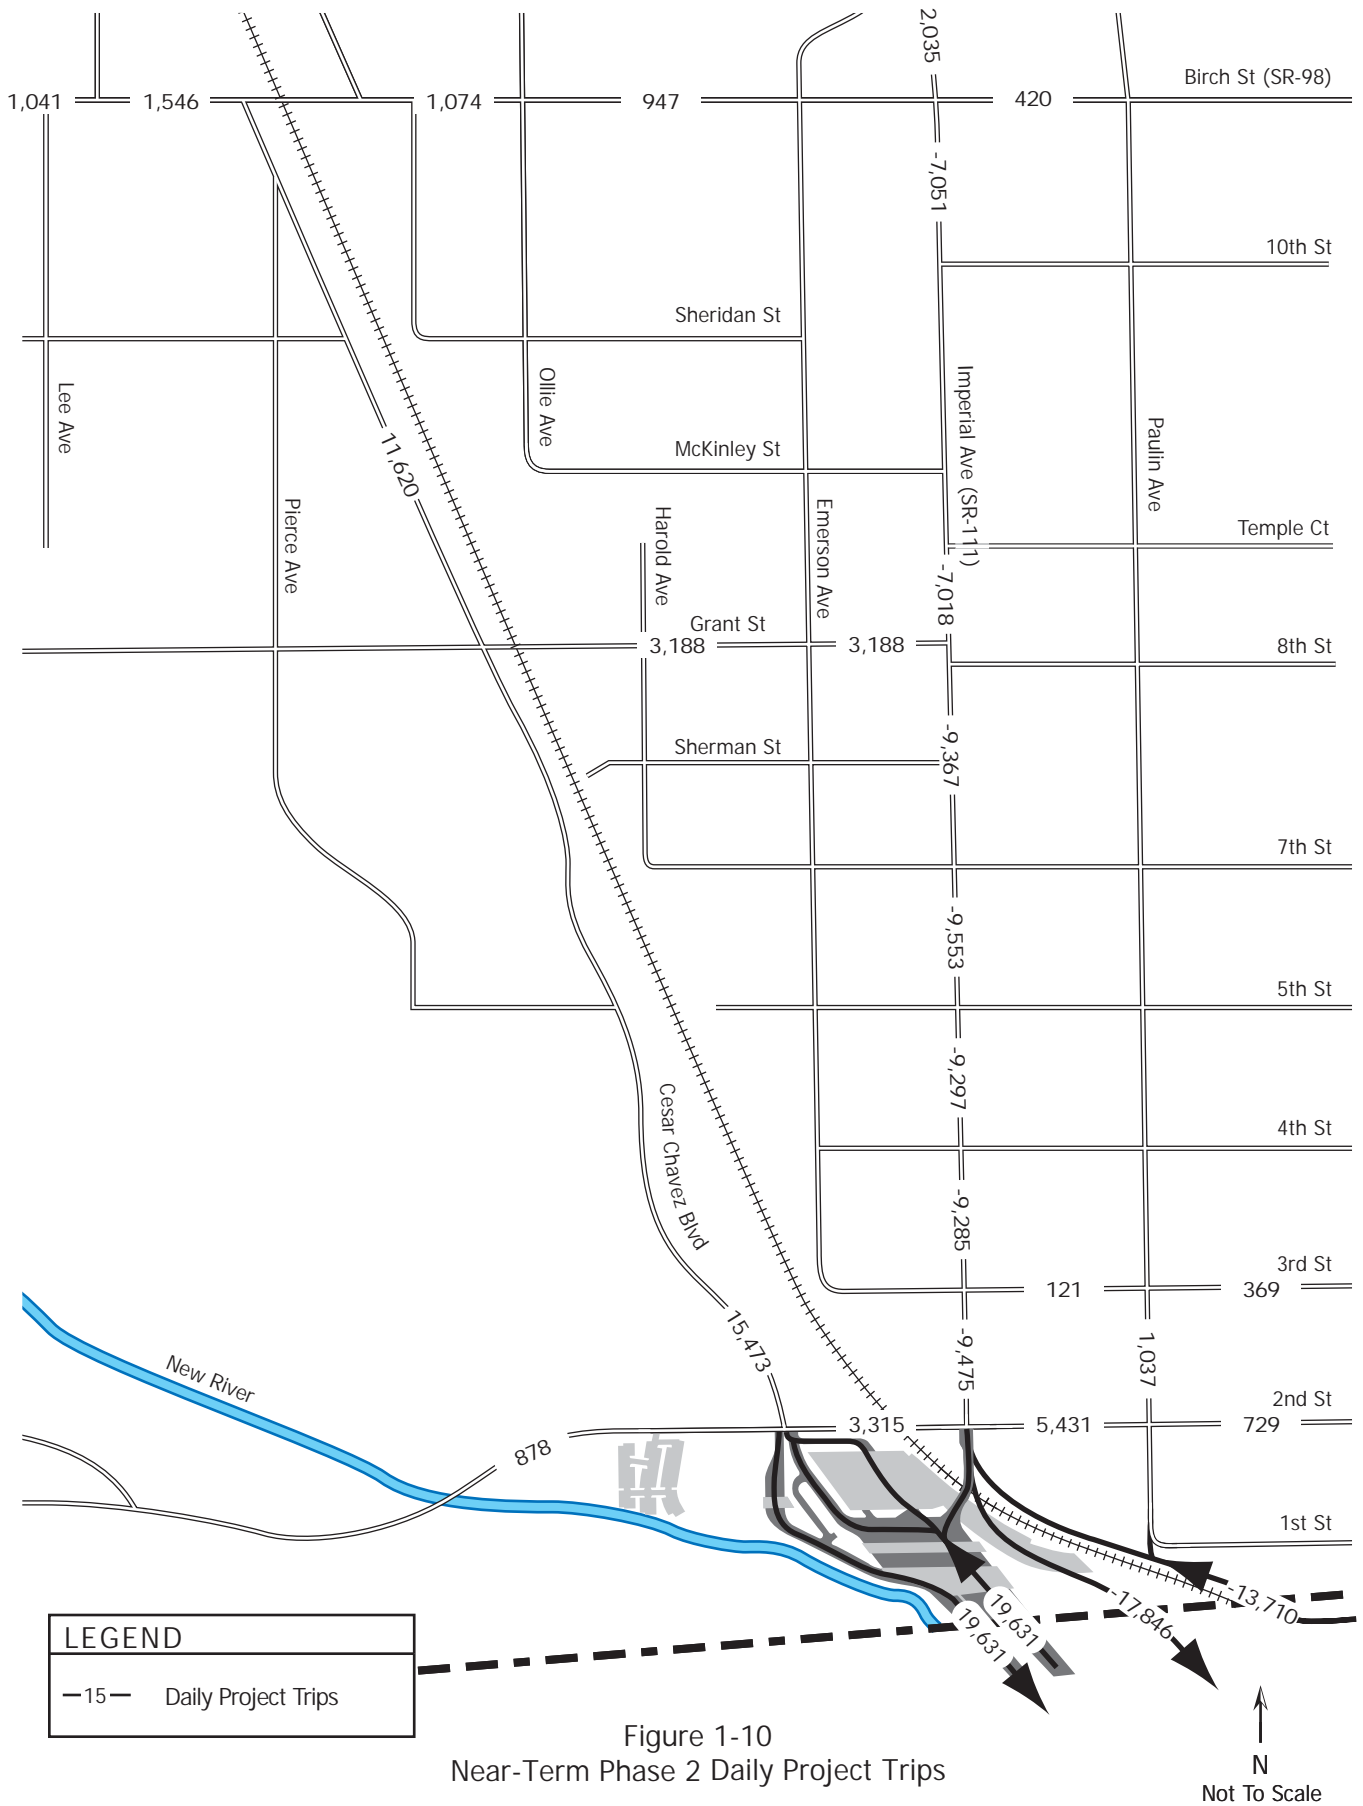 2,035
Birch St (SR-98)
1,041
1,546
1,074
947
420
-7,051
10th St
Sheridan St
Lee Ave
Ollie Ave
Imperial Ave (SR-111)
Paulin Ave
McKinley St
11,620
Pierce Ave
Harold Ave
Emerson Ave
Temple Ct
-7,018
Grant St
3,188
3,188
8th St
-9,367
Sherman St
7th St
-9,553
5th St
-9,297
Cesar Chavez Blvd
4th St
-9,285
3rd St
121
369
15,473
-9,475
1,037
New River
2nd St
3,315
5,431
729
878
1st St
-13,710
-17,846
19,631
19,631
LEGEND
15
Daily Project Trips
Figure 1-10
Near-Term Phase 2 Daily Project Trips
N
Not To Scale